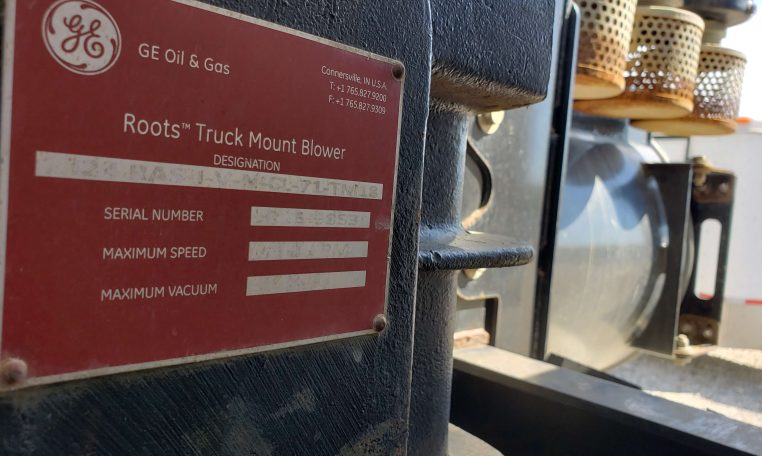 GE
GE Oil & Gas
Connersville, IN U.S.A.
T: +1 765.827.9200
F: +1 765.827.9309
Roots™ Truck Mount Blower
DESIGNATION
SERIAL NUMBER
MAXIMUM SPEED
MAXIMUM VACUUM